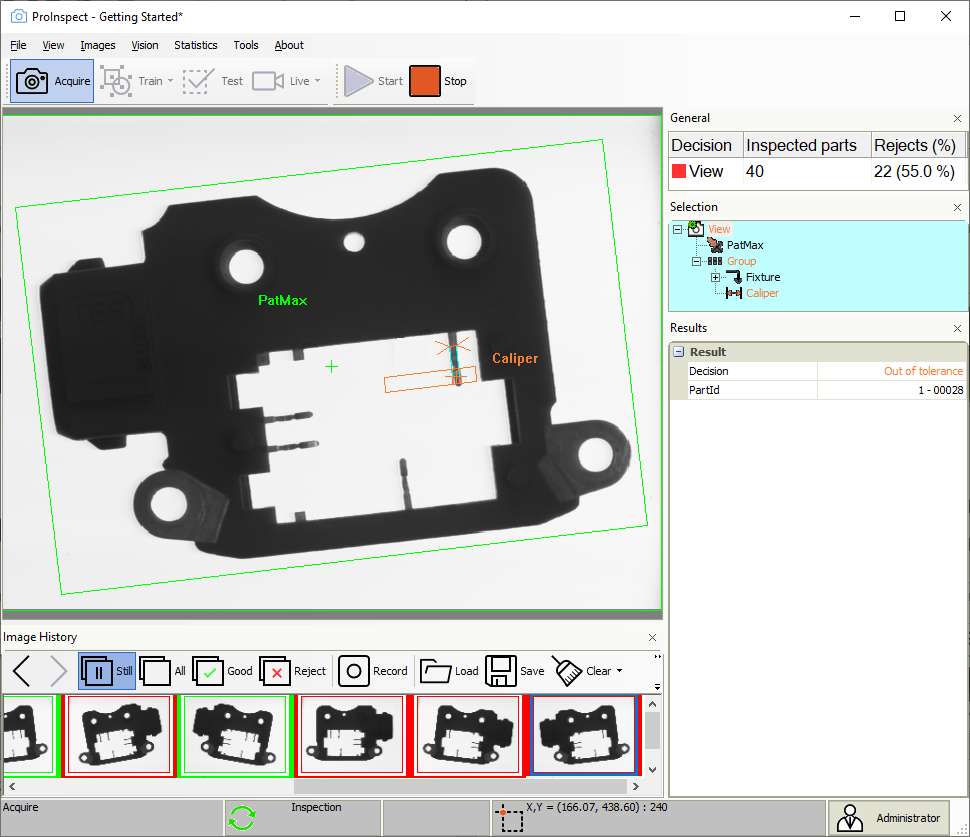 ProInspect - Getting Started*
File View Images Vision Statistics Tools About
Acquire Train Test Live Start Stop
General
Decision Inspected parts Rejects (%)
View 40 22 (55.0 %)
Selection
View
PatMax
Group
Fixture
Caliper
PatMax
Caliper
Results
Result
Decision Out of tolerance
PartId 1 - 00028
Image History
Still All Good Reject Record Load Save Clear
Acquire Inspection X,Y = (166.07, 438.60) : 240 Administrator